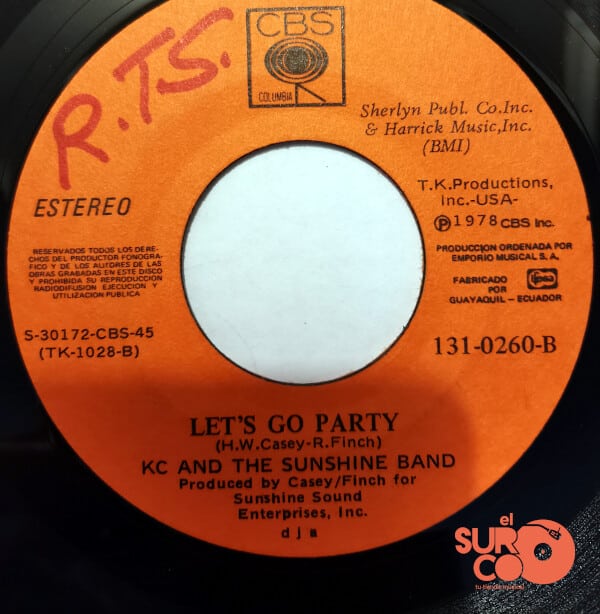 R.T.S.
CBS
COLUMBIA
Sherlyn Publ. Co.Inc.
& Harrick Music,Inc.
(BMI)
T.K.Productions,
Inc.-USA-
Ⓟ1978 CBS Inc.
ESTEREO
RESERVADOS TODOS LOS DERE-
CHOS DEL PRODUCTOR FONOGRA-
FICO Y DE LOS AUTORES DE LAS
OBRAS GRABADAS EN ESTE DISCO
Y PROHIBIDA SU REPRODUCCION
RADIODIFUSION EJECUCION Y
UTILIZACION PUBLICA
PRODUCCION ORDENADA POR
EMPORIO MUSICAL S.A.
FABRICADO
POR
GUAYAQUIL – ECUADOR
S-30172-CBS-45
(TK-1028-B)
131-0260-B
LET'S GO PARTY
(H.W.Casey-R.Finch)
KC AND THE SUNSHINE BAND
Produced by Casey/Finch for
Sunshine Sound
Enterprises, Inc.
d j a
el
SUR
CO